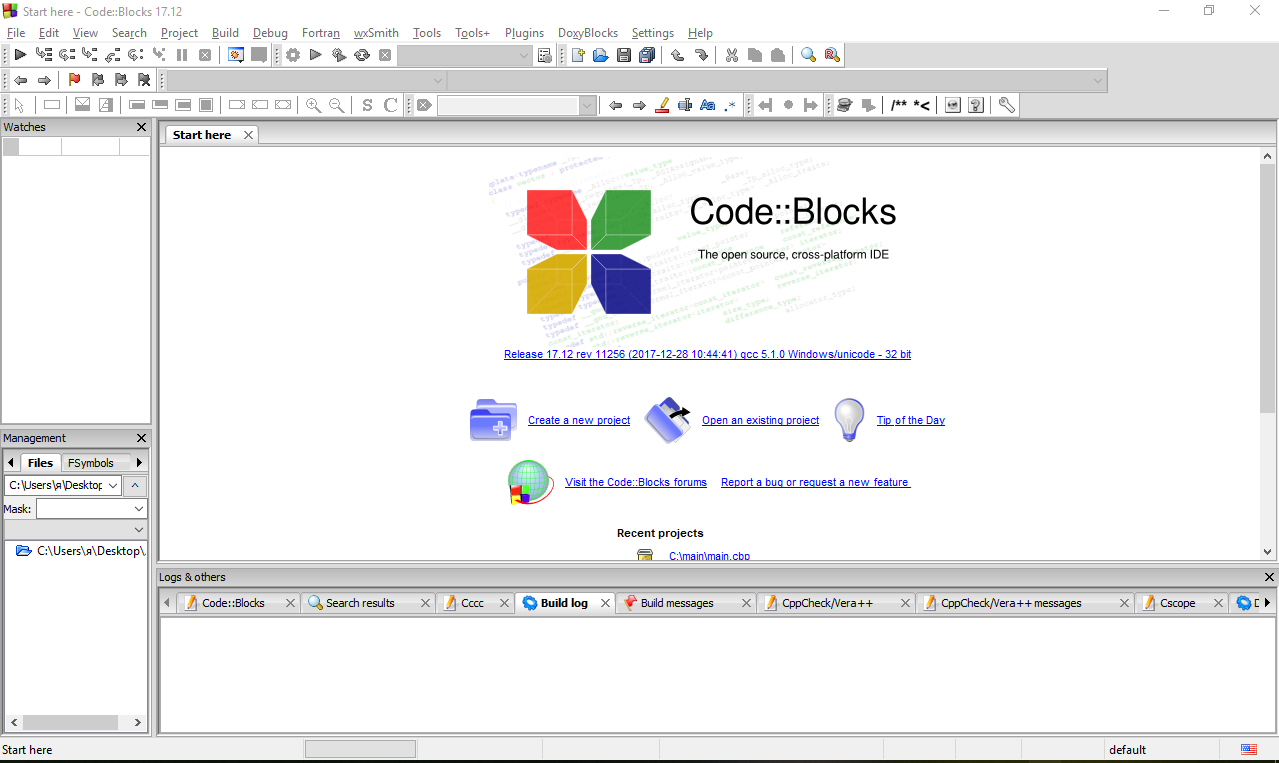 Start here - Code::Blocks 17.12
File Edit View Search Project Build Debug Fortran wxSmith Tools Tools+ Plugins DoxyBlocks Settings Help
S C Aa .* /** *<
Watches
Start here
Code::Blocks
The open source, cross-platform IDE
Release 17.12 rev 11256 (2017-12-28 10:44:41) gcc 5.1.0 Windows/unicode - 32 bit
Create a new project Open an existing project Tip of the Day
Visit the Code::Blocks forums Report a bug or request a new feature
Recent projects
C:\main\main.cbp
Management
Files FSymbols
C:\Users\я\Desktop
Mask:
C:\Users\я\Desktop\
Logs & others
Code::Blocks Search results Cccc Build log Build messages CppCheck/Vera++ CppCheck/Vera++ messages Cscope
Start here default